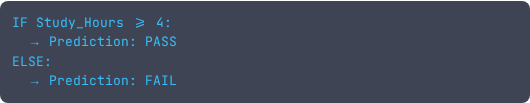 IF Study_Hours ≥ 4:
  → Prediction: PASS
ELSE:
  → Prediction: FAIL